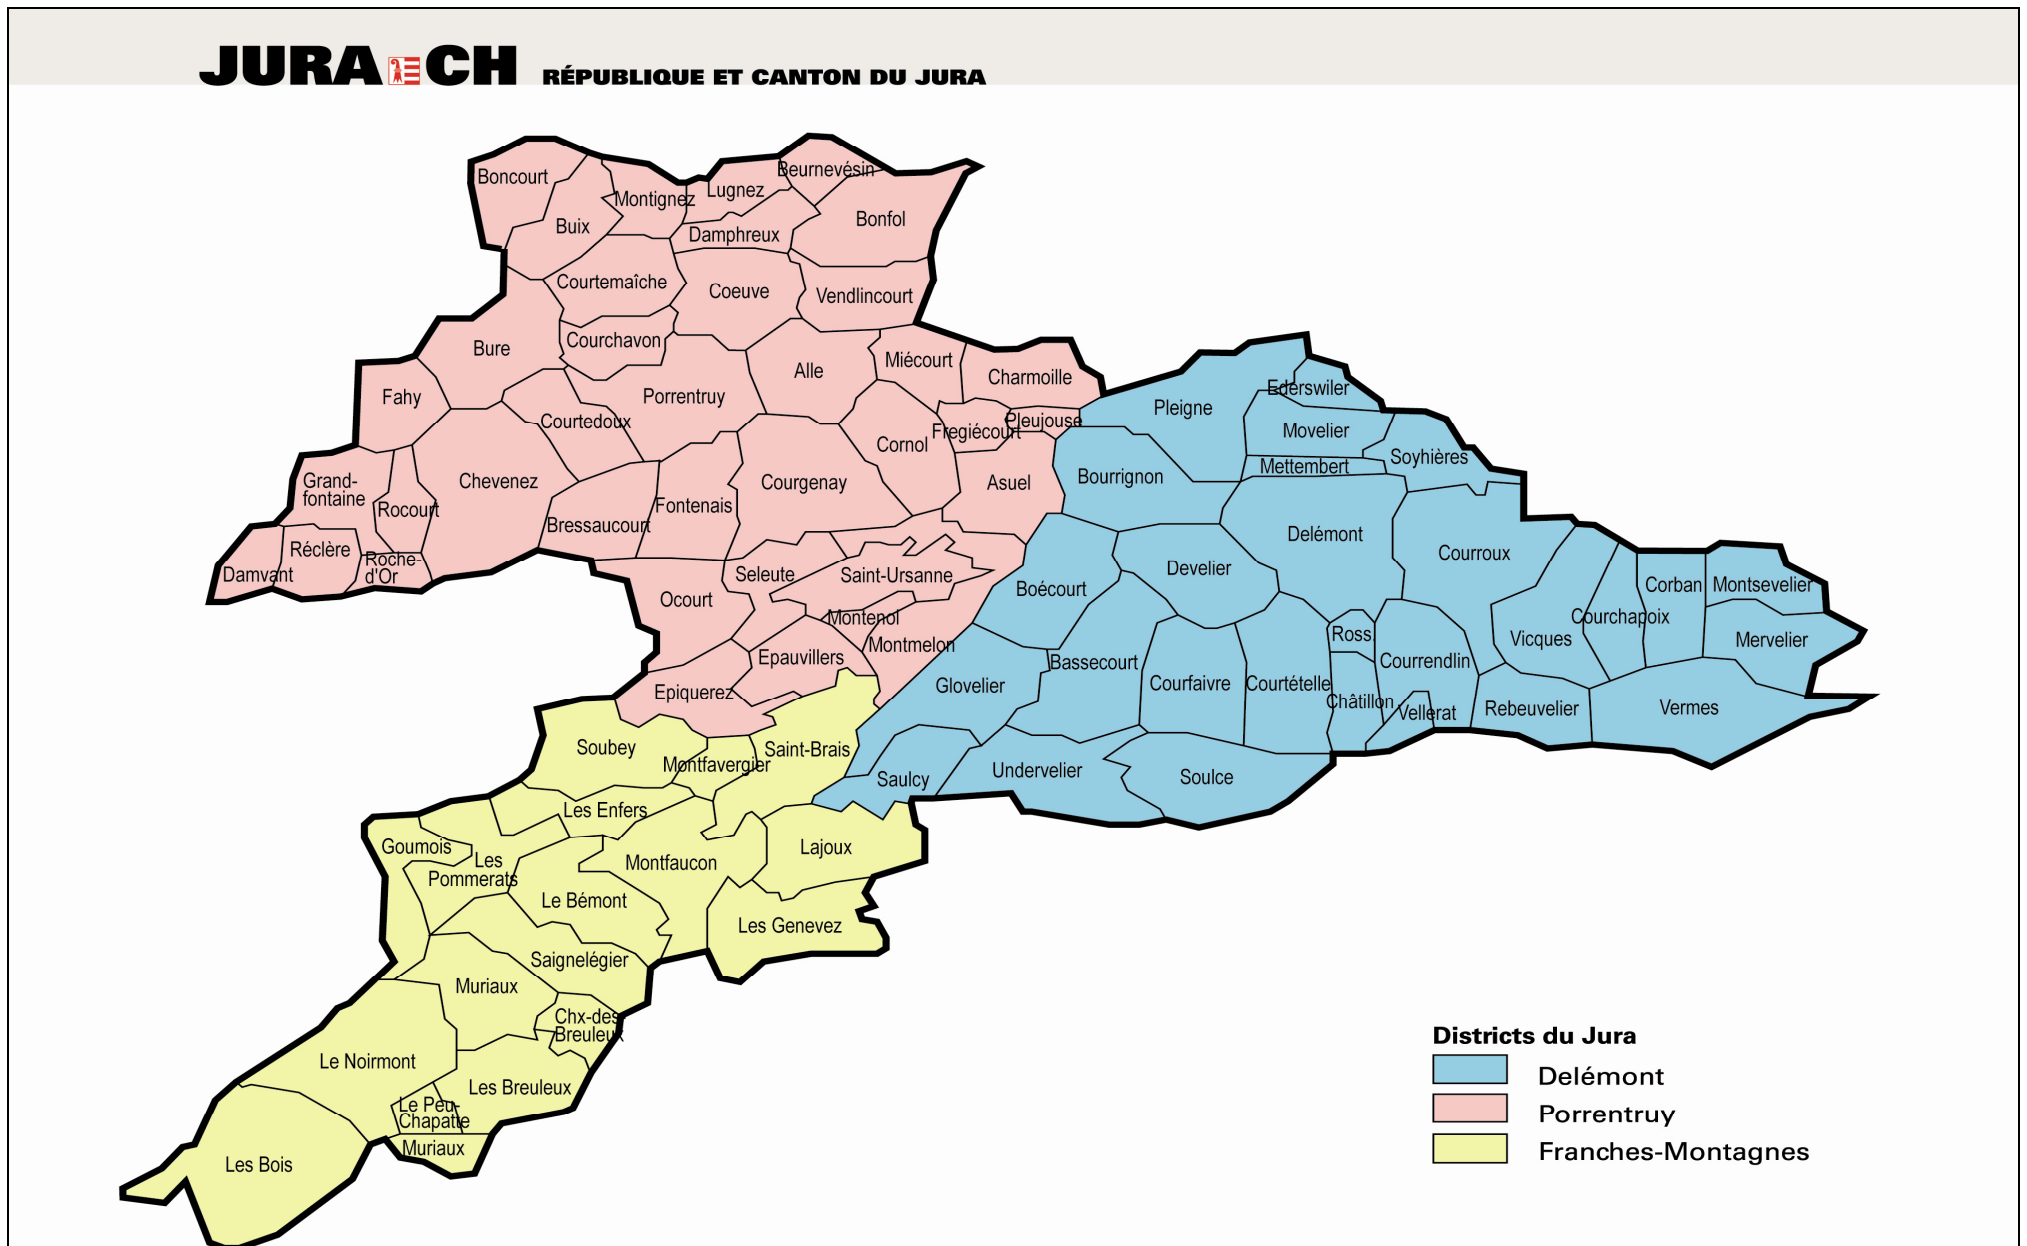 JURA CH RÉPUBLIQUE ET CANTON DU JURA
Boncourt
Beurnevésin
Montignez
Lugnez
Buix
Bonfol
Damphreux
Courtemaîche
Coeuve
Vendlincourt
Bure
Courchavon
Alle
Miécourt
Charmoille
Fahy
Porrentruy
Courtedoux
Pleujouse
Fregiécourt
Cornol
Grand-
fontaine
Rocourt
Chevenez
Bressaucourt
Fontenais
Courgenay
Asuel
Damvant
Réclère
Roche-
d'Or
Seleute
Saint-Ursanne
Ocourt
Montenol
Montmelon
Epauvillers
Epiquerez
Pleigne
Ederswiler
Movelier
Mettembert
Soyhières
Bourrignon
Delémont
Courroux
Boécourt
Develier
Corban
Montsevelier
Courchapoix
Ross.
Vicques
Mervelier
Bassecourt
Courrendlin
Glovelier
Courfaivre
Courtételle
Châtillon
Vellerat
Rebeuvelier
Vermes
Saulcy
Undervelier
Soulce
Soubey
Montfavergier
Saint-Brais
Les Enfers
Goumois
Les
Pommerats
Montfaucon
Lajoux
Le Bémont
Les Genevez
Saignelégier
Muriaux
Chx-des-
Breuleux
Le Noirmont
Les Breuleux
Le Peu-
Chapatte
Muriaux
Les Bois
Districts du Jura
Delémont
Porrentruy
Franches-Montagnes